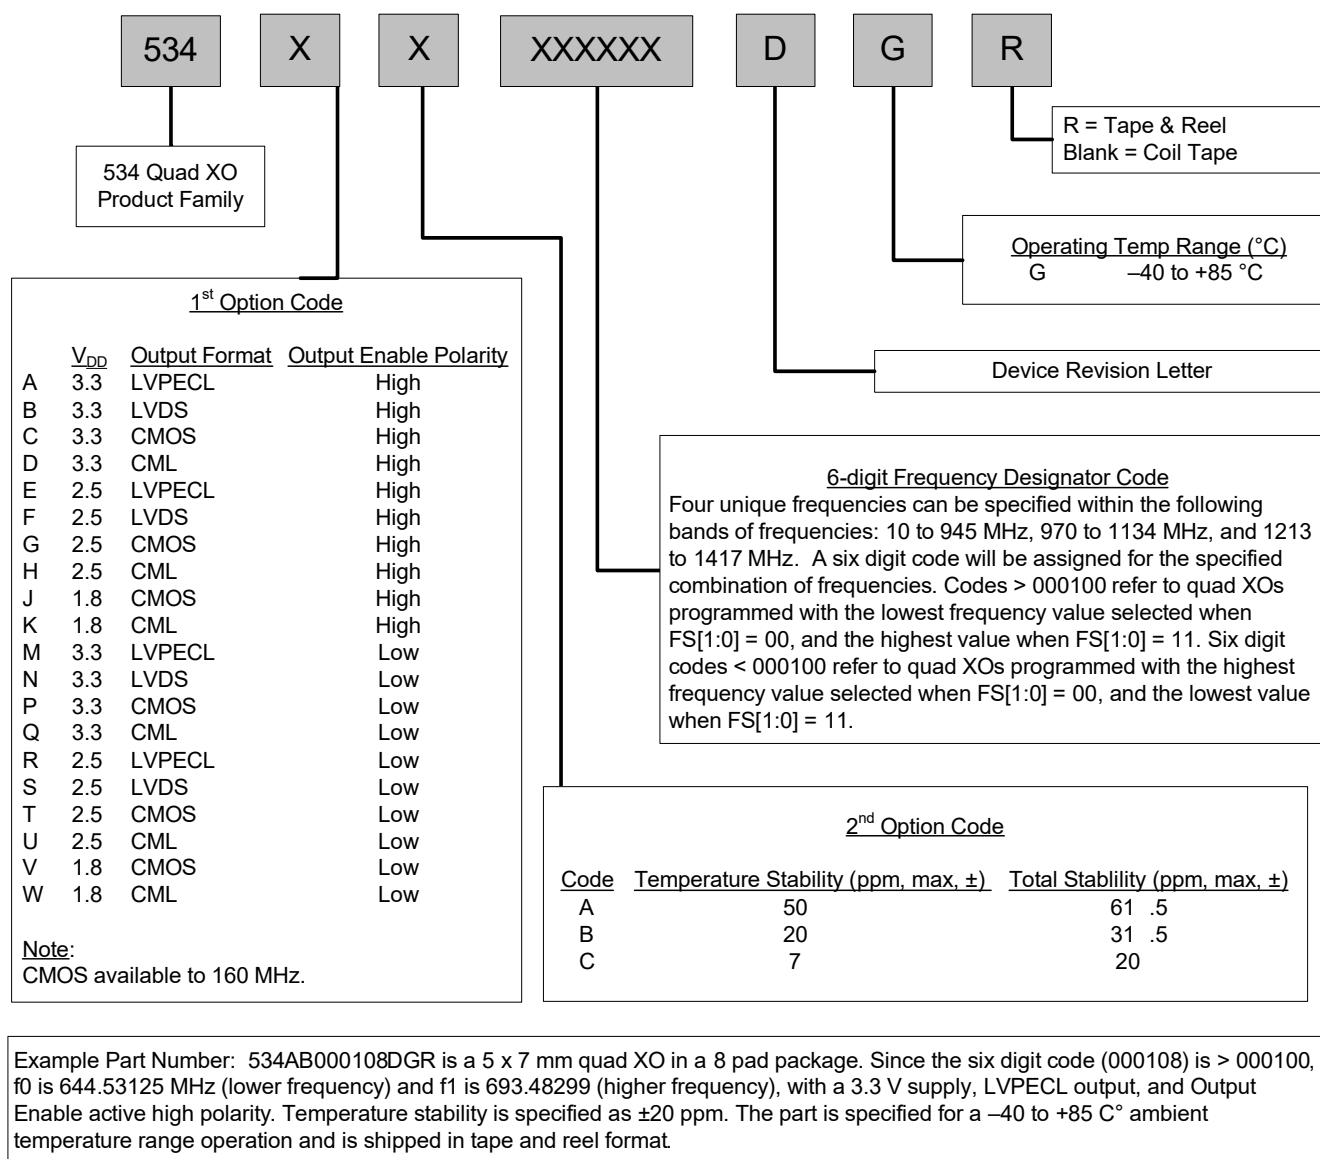 534 X X XXXXXX D G R
R = Tape & Reel
Blank = Coil Tape
534 Quad XO
Product Family
Operating Temp Range (°C)
G –40 to +85 °C
1st Option Code
VDD Output Format Output Enable Polarity
A 3.3 LVPECL High
B 3.3 LVDS High
C 3.3 CMOS High
D 3.3 CML High
E 2.5 LVPECL High
F 2.5 LVDS High
G 2.5 CMOS High
H 2.5 CML High
J 1.8 CMOS High
K 1.8 CML High
M 3.3 LVPECL Low
N 3.3 LVDS Low
P 3.3 CMOS Low
Q 3.3 CML Low
R 2.5 LVPECL Low
S 2.5 LVDS Low
T 2.5 CMOS Low
U 2.5 CML Low
V 1.8 CMOS Low
W 1.8 CML Low
Note:
CMOS available to 160 MHz.
Device Revision Letter
6-digit Frequency Designator Code
Four unique frequencies can be specified within the following
bands of frequencies: 10 to 945 MHz, 970 to 1134 MHz, and 1213
to 1417 MHz. A six digit code will be assigned for the specified
combination of frequencies. Codes > 000100 refer to quad XOs
programmed with the lowest frequency value selected when
FS[1:0] = 00, and the highest value when FS[1:0] = 11. Six digit
codes < 000100 refer to quad XOs programmed with the highest
frequency value selected when FS[1:0] = 00, and the lowest value
when FS[1:0] = 11.
2nd Option Code
Code Temperature Stability (ppm, max, ±) Total Stablility (ppm, max, ±)
A 50 61 .5
B 20 31 .5
C 7 20
Example Part Number: 534AB000108DGR is a 5 x 7 mm quad XO in a 8 pad package. Since the six digit code (000108) is > 000100,
f0 is 644.53125 MHz (lower frequency) and f1 is 693.48299 (higher frequency), with a 3.3 V supply, LVPECL output, and Output
Enable active high polarity. Temperature stability is specified as ±20 ppm. The part is specified for a –40 to +85 C° ambient
temperature range operation and is shipped in tape and reel format.